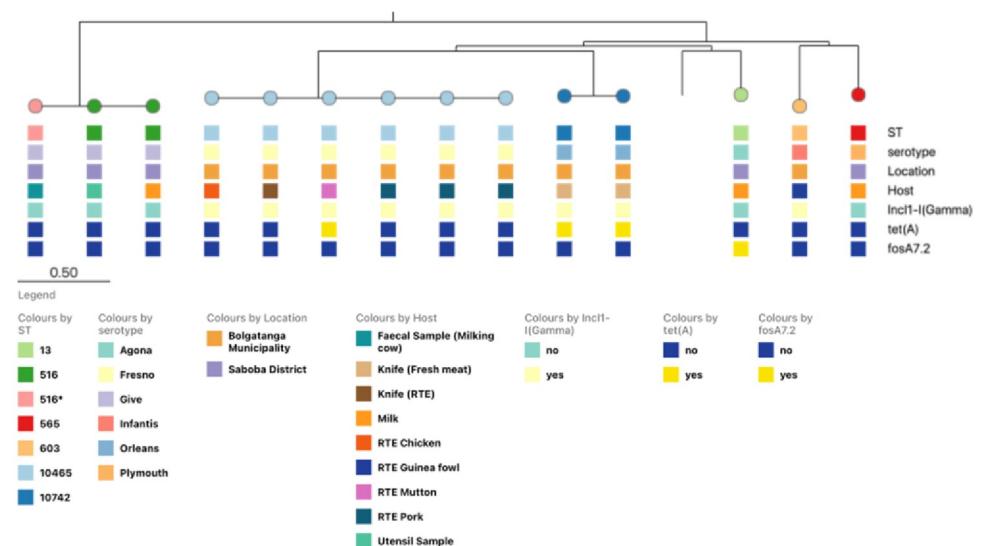 ST
serotype
Location
Host
Incl1-I(Gamma)
tet(A)
fosA7.2
0.50
Legend
Colours by
ST
13
516
516*
565
603
10465
10742
Colours by
serotype
Agona
Fresno
Give
Infantis
Orleans
Plymouth
Colours by Location
Bolgatanga
Municipality
Saboba District
Colours by Host
Faecal Sample (Milking
cow)
Knife (Fresh meat)
Knife (RTE)
Milk
RTE Chicken
RTE Guinea fowl
RTE Mutton
RTE Pork
Utensil Sample
Colours by Incl1-
I(Gamma)
no
yes
Colours by
tet(A)
no
yes
Colours by
fosA7.2
no
yes